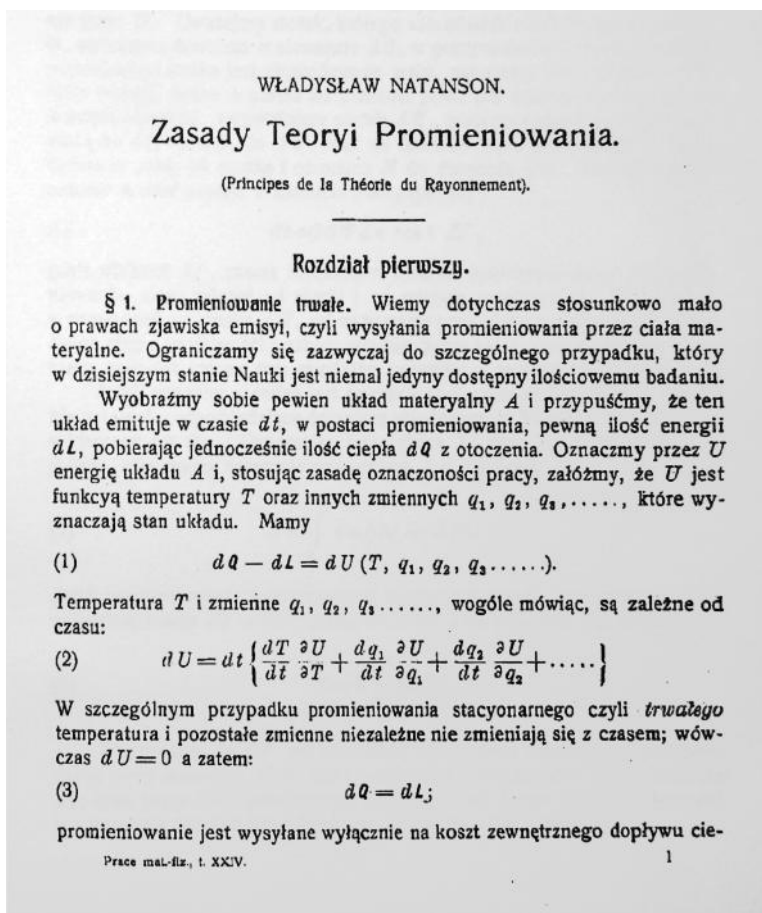 WŁADYSŁAW NATANSON.
Zasady Teoryi Promieniowania.
(Principes de la Théorie du Rayonnement).
Rozdział pierwszy.
§ 1. Promieniowanie trwałe. Wiemy dotychczas stosunkowo mało
o prawach zjawiska emisyi, czyli wysyłania promieniowania przez ciała ma-
teryalne. Ograniczamy się zazwyczaj do szczególnego przypadku, który
w dzisiejszym stanie Nauki jest niemal jedyny dostępny ilościowemu badaniu.
Wyobraźmy sobie pewien układ materyalny A i przypuśćmy, że ten
układ emituje w czasie dt, w postaci promieniowania, pewną ilość energii
dL, pobierając jednocześnie ilość ciepła dQ z otoczenia. Oznaczmy przez U
energię układu A i, stosując zasadę oznaczoności pracy, załóżmy, że U jest
funkcyą temperatury T oraz innych zmiennych q₁, q₂, q₃,....., które wy-
znaczają stan układu. Mamy
(1) dQ — dL = dU (T, q₁, q₂, q₃......).
Temperatura T i zmienne q₁, q₂, q₃......, wogóle mówiąc, są zależne od
czasu:
(2) dU = dt { dT/dt ∂U/∂T + dq₁/dt ∂U/∂q₁ + dq₂/dt ∂U/∂q₂ + ..... }
W szczególnym przypadku promieniowania stacyonarnego czyli trwałego
temperatura i pozostałe zmienne niezależne nie zmieniają się z czasem; wów-
czas dU = 0 a zatem:
(3) dQ = dL;
promieniowanie jest wysyłane wyłącznie na koszt zewnętrznego dopływu cie-
Prace mat.-fiz., t. XXIV. 1